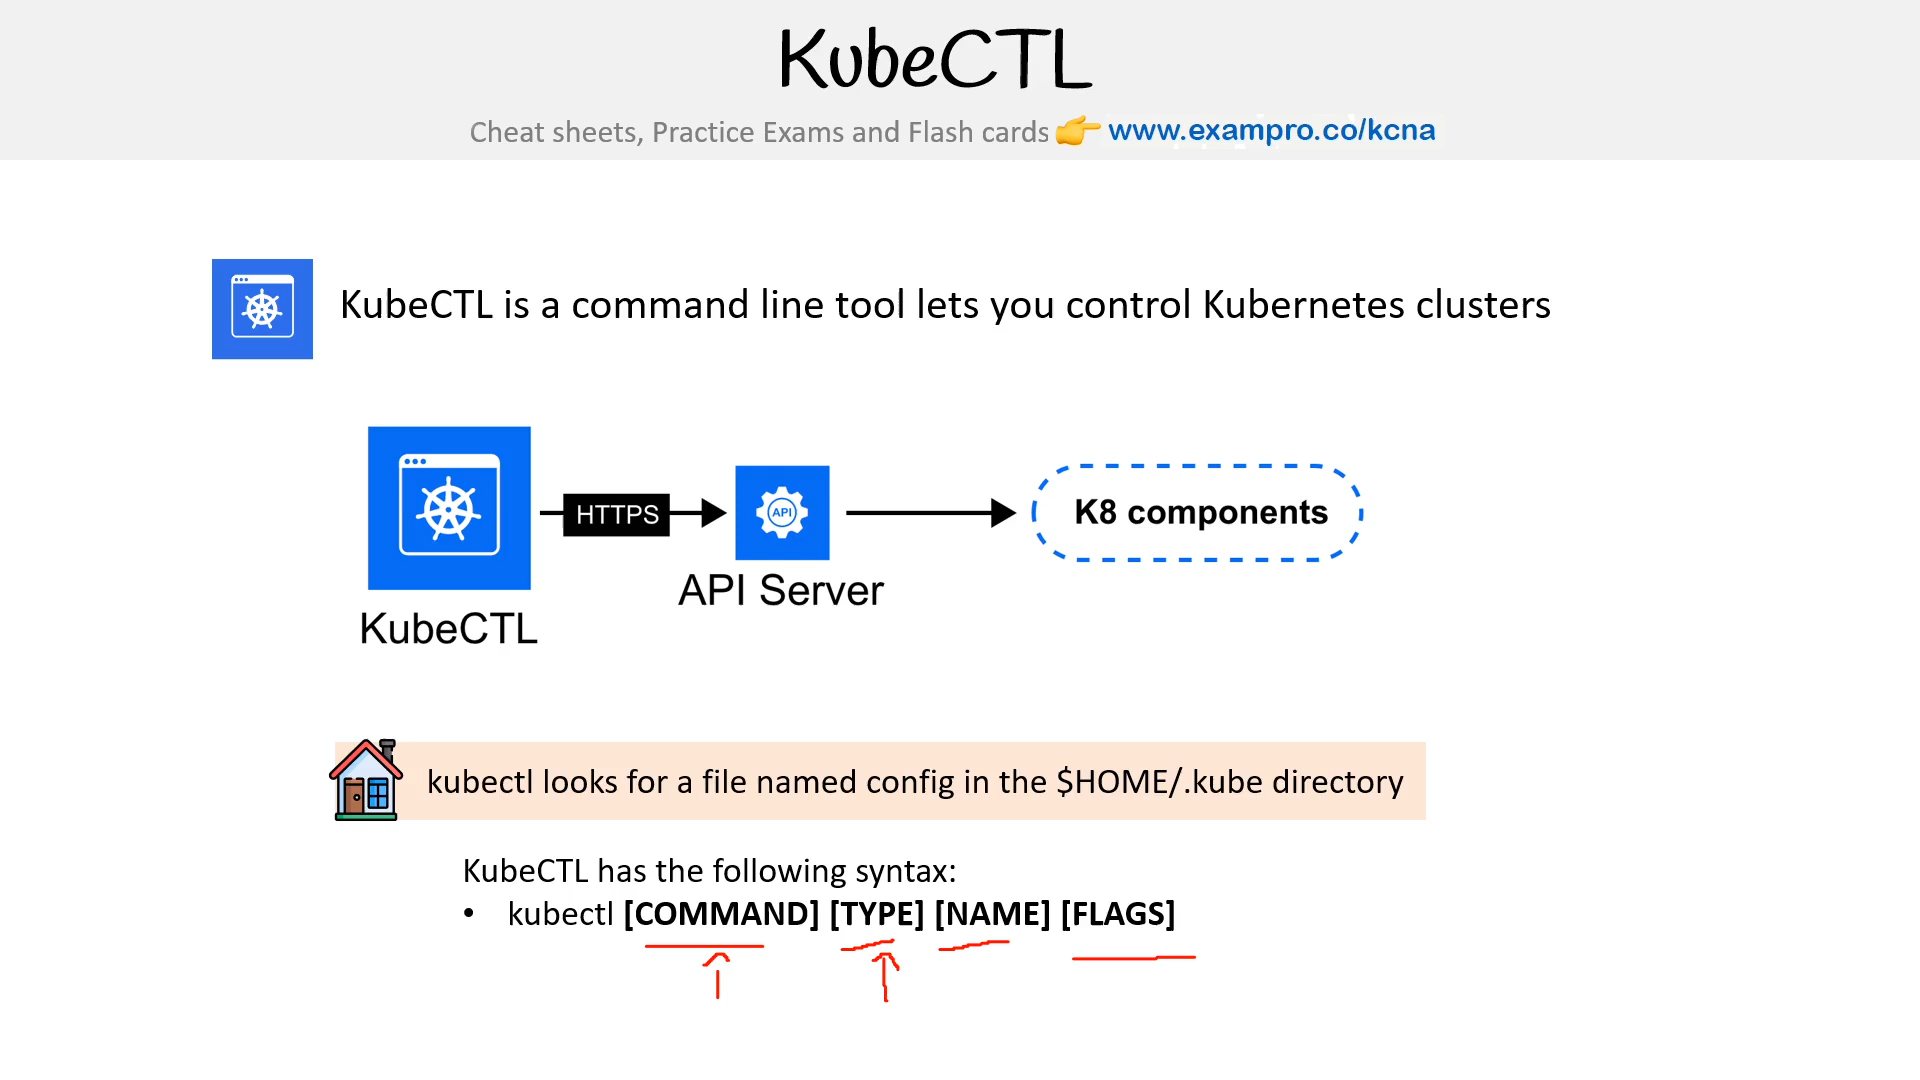 KubeCTL
Cheat sheets, Practice Exams and Flash cards www.exampro.co/kcna
KubeCTL is a command line tool lets you control Kubernetes clusters
HTTPS
API
K8 components
API Server
KubeCTL
kubectl looks for a file named config in the $HOME/.kube directory
KubeCTL has the following syntax:
• kubectl [COMMAND] [TYPE] [NAME] [FLAGS]